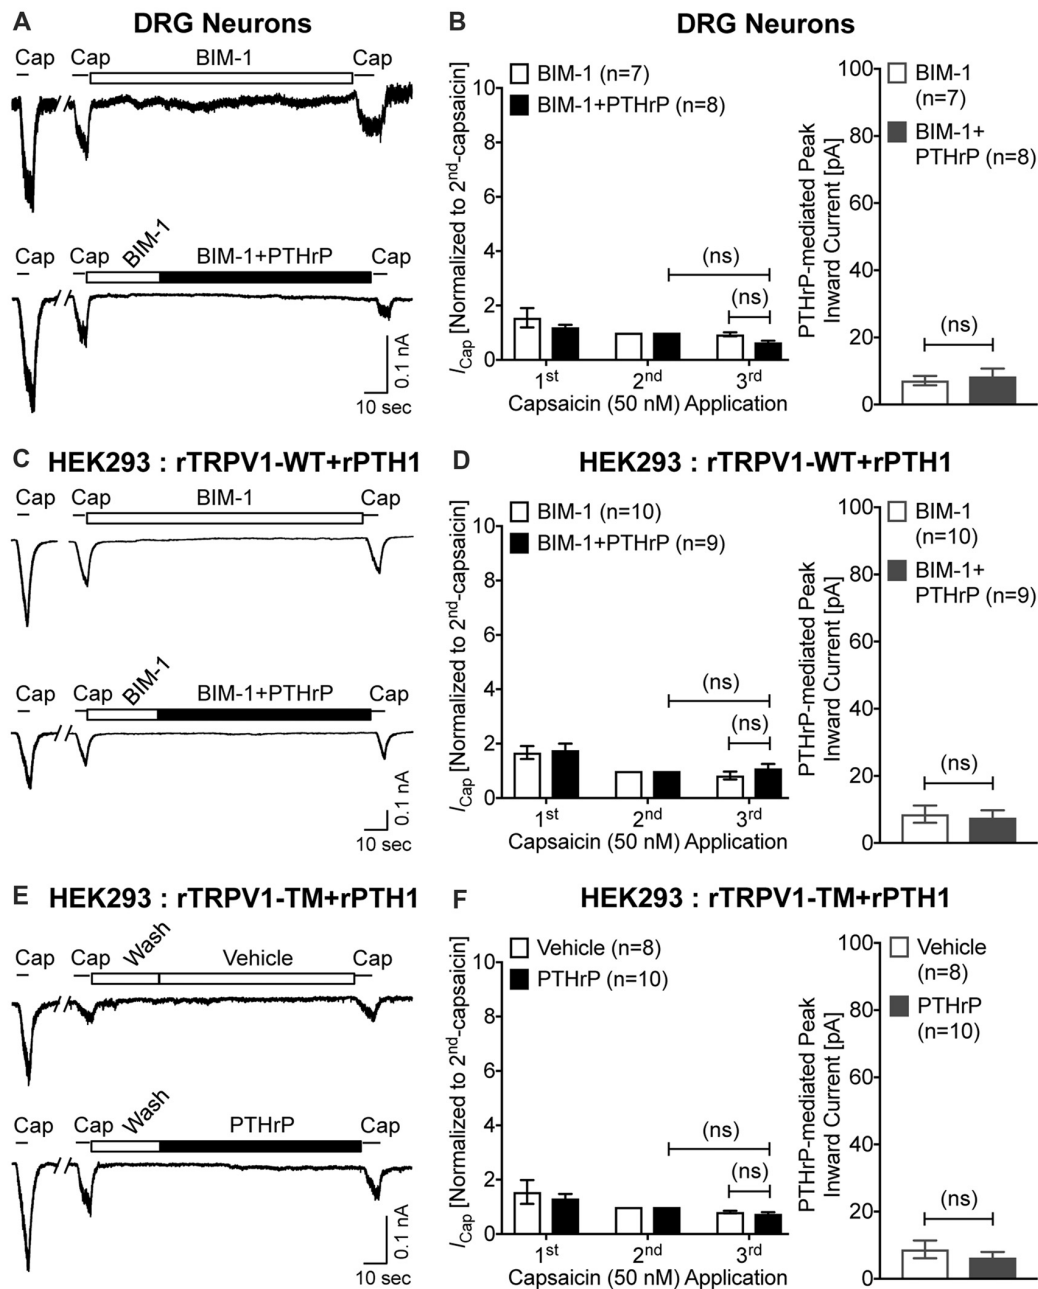 A DRG Neurons
Cap Cap BIM-1 Cap
Cap Cap BIM-1 BIM-1+PTHrP Cap
0.1 nA
10 sec
B DRG Neurons
I Cap [Normalized to 2nd-capsaicin]
10
8
6
4
2
0
BIM-1 (n=7)
BIM-1+PTHrP (n=8)
(ns)
(ns)
1st 2nd 3rd
Capsaicin (50 nM) Application
PTHrP-mediated Peak
Inward Current [pA]
100
80
60
40
20
0
BIM-1
(n=7)
BIM-1+
PTHrP (n=8)
(ns)
C HEK293 : rTRPV1-WT+rPTH1
Cap Cap BIM-1 Cap
Cap Cap BIM-1 BIM-1+PTHrP Cap
0.1 nA
10 sec
D HEK293 : rTRPV1-WT+rPTH1
I Cap [Normalized to 2nd-capsaicin]
10
8
6
4
2
0
BIM-1 (n=10)
BIM-1+PTHrP (n=9)
(ns)
(ns)
1st 2nd 3rd
Capsaicin (50 nM) Application
PTHrP-mediated Peak
Inward Current [pA]
100
80
60
40
20
0
BIM-1
(n=10)
BIM-1+
PTHrP (n=9)
(ns)
E HEK293 : rTRPV1-TM+rPTH1
Cap Cap Wash Vehicle Cap
Cap Cap Wash PTHrP Cap
0.1 nA
10 sec
F HEK293 : rTRPV1-TM+rPTH1
I Cap [Normalized to 2nd-capsaicin]
10
8
6
4
2
0
Vehicle (n=8)
PTHrP (n=10)
(ns)
(ns)
1st 2nd 3rd
Capsaicin (50 nM) Application
PTHrP-mediated Peak
Inward Current [pA]
100
80
60
40
20
0
Vehicle
(n=8)
PTHrP
(n=10)
(ns)